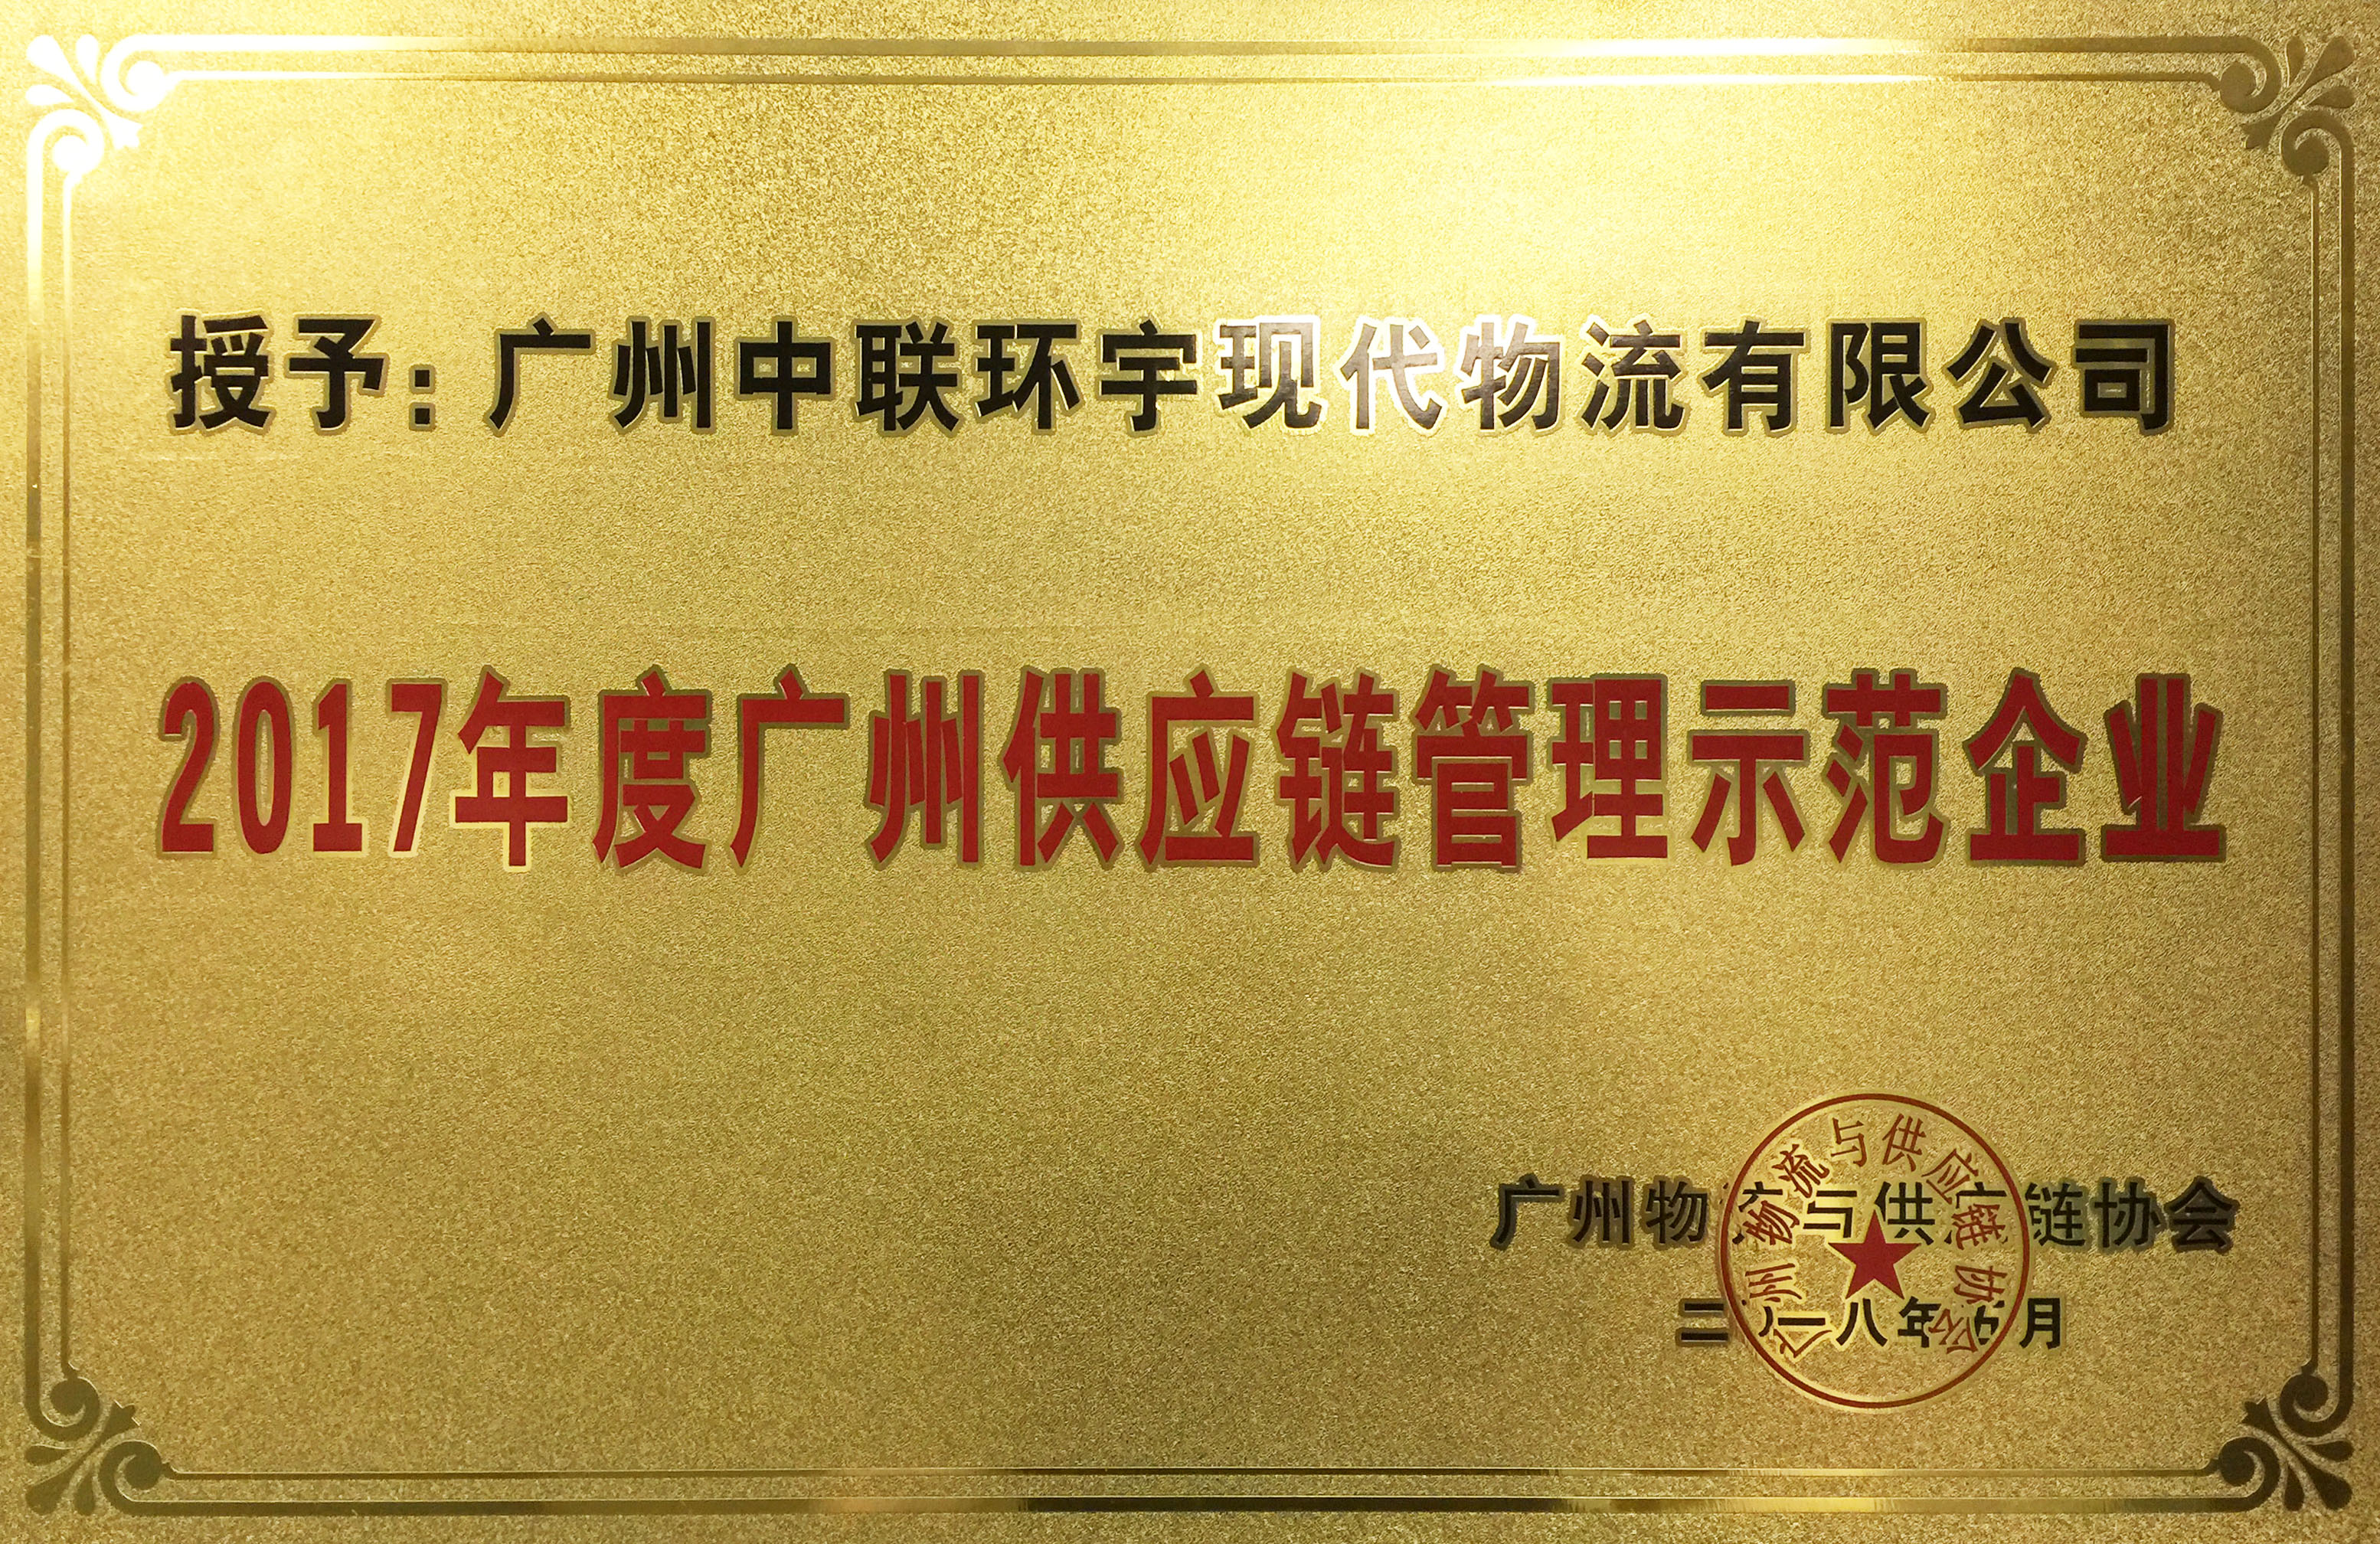 授予：广州中联环宇现代物流有限公司
2017年度广州供应链管理示范企业
广州物流与供应链协会
二〇一八年五月
广州物流与供应链协会